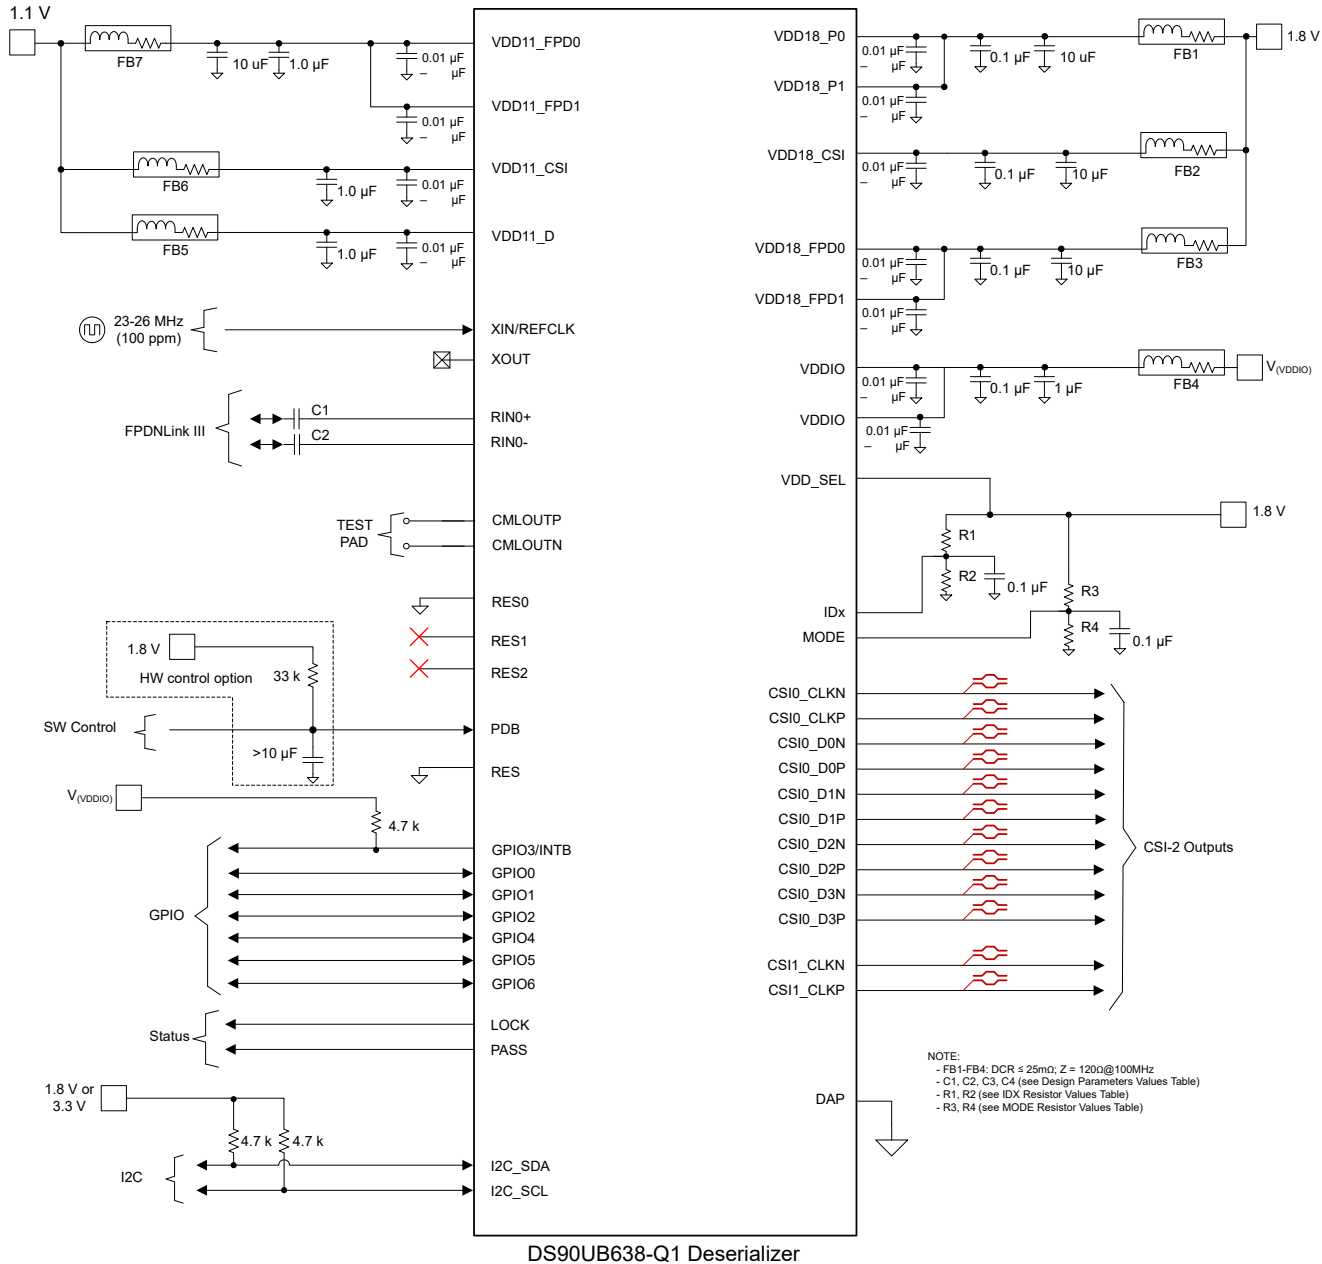 1.1 V
FB7
10 uF
1.0 µF
0.01 µF
– µF
VDD11_FPD0
0.01 µF
– µF
VDD11_FPD1
FB6
1.0 µF
0.01 µF
– µF
VDD11_CSI
FB5
1.0 µF
0.01 µF
– µF
VDD11_D
23-26 MHz
(100 ppm)
XIN/REFCLK
XOUT
FPDNLink III
C1
C2
RIN0+
RIN0-
TEST
PAD
CMLOUTP
CMLOUTN
RES0
RES1
RES2
1.8 V
HW control option
33 k
SW Control
>10 µF
PDB
RES
V(VDDIO)
4.7 k
GPIO3/INTB
GPIO0
GPIO1
GPIO
GPIO2
GPIO4
GPIO5
GPIO6
Status
LOCK
PASS
1.8 V or
3.3 V
4.7 k
4.7 k
I2C
I2C_SDA
I2C_SCL
VDD18_P0
0.01 µF
– µF
0.1 µF
10 uF
FB1
1.8 V
VDD18_P1
0.01 µF
– µF
VDD18_CSI
0.01 µF
– µF
0.1 µF
10 µF
FB2
VDD18_FPD0
0.01 µF
– µF
0.1 µF
10 µF
FB3
VDD18_FPD1
0.01 µF
– µF
VDDIO
0.01 µF
– µF
0.1 µF
1 µF
FB4
V(VDDIO)
VDDIO
0.01 µF
– µF
VDD_SEL
1.8 V
R1
R2
0.1 µF
R3
IDx
MODE
R4
0.1 µF
CSI0_CLKN
CSI0_CLKP
CSI0_D0N
CSI0_D0P
CSI0_D1N
CSI0_D1P
CSI0_D2N
CSI-2 Outputs
CSI0_D2P
CSI0_D3N
CSI0_D3P
CSI1_CLKN
CSI1_CLKP
DAP
NOTE:
- FB1-FB4: DCR ≤ 25mΩ; Z = 120Ω@100MHz
- C1, C2, C3, C4 (see Design Parameters Values Table)
- R1, R2 (see IDX Resistor Values Table)
- R3, R4 (see MODE Resistor Values Table)
DS90UB638-Q1 Deserializer